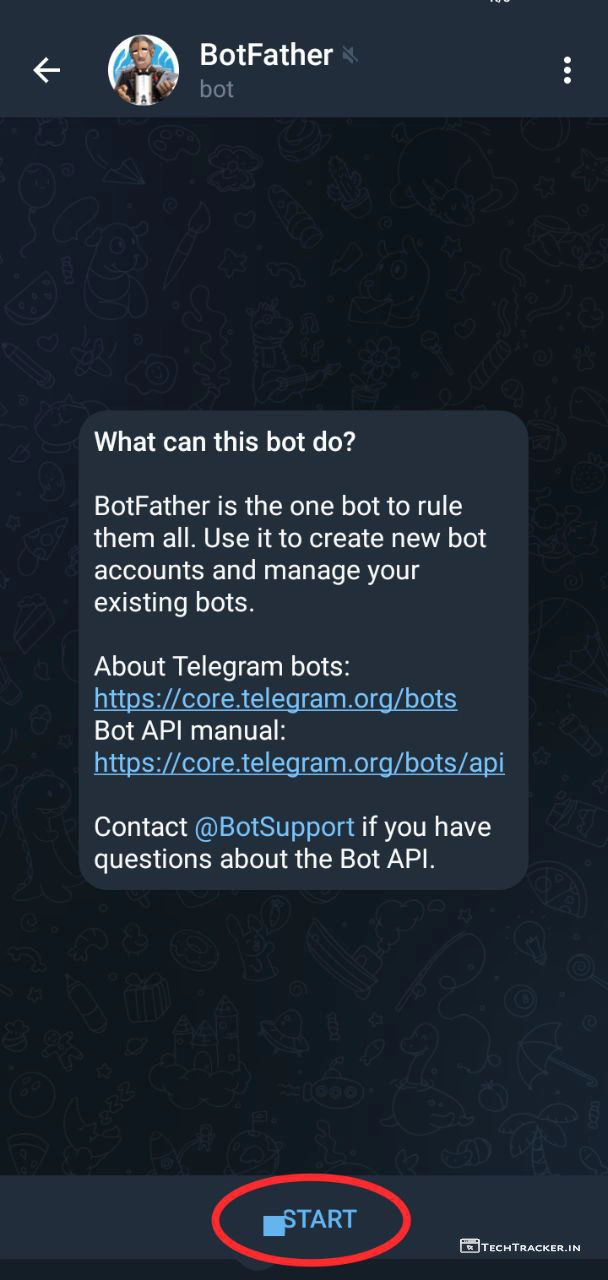 BotFather
bot
What can this bot do?
BotFather is the one bot to rule
them all. Use it to create new bot
accounts and manage your
existing bots.
About Telegram bots:
https://core.telegram.org/bots
Bot API manual:
https://core.telegram.org/bots/api
Contact @BotSupport if you have
questions about the Bot API.
START
TECHTRACKER.IN